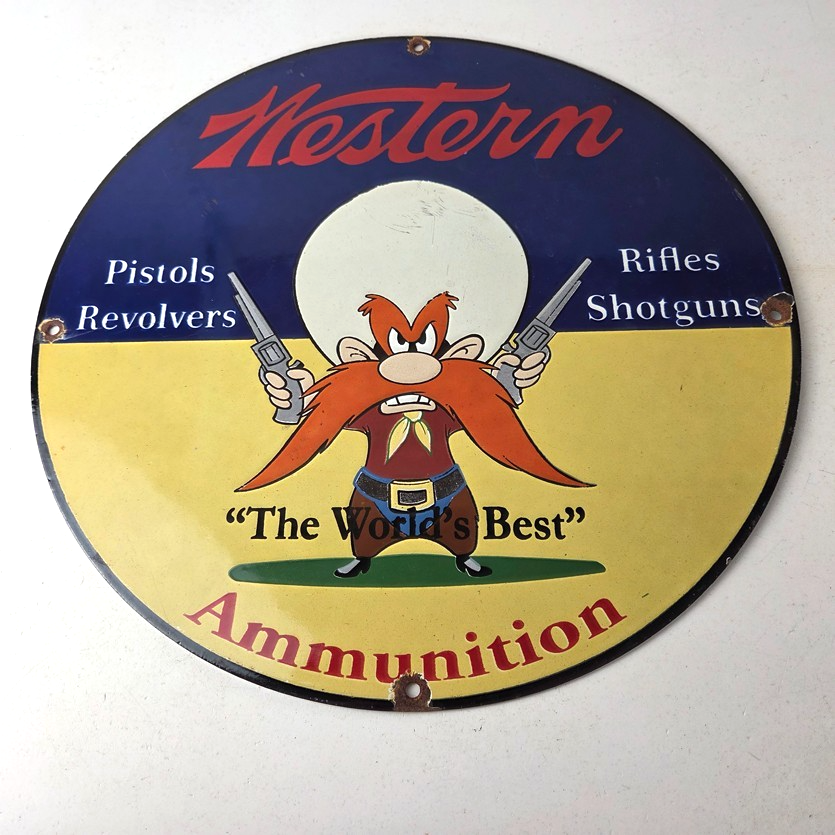 Western
Pistols
Revolvers
Rifles
Shotguns
“The World's Best”
Ammunition